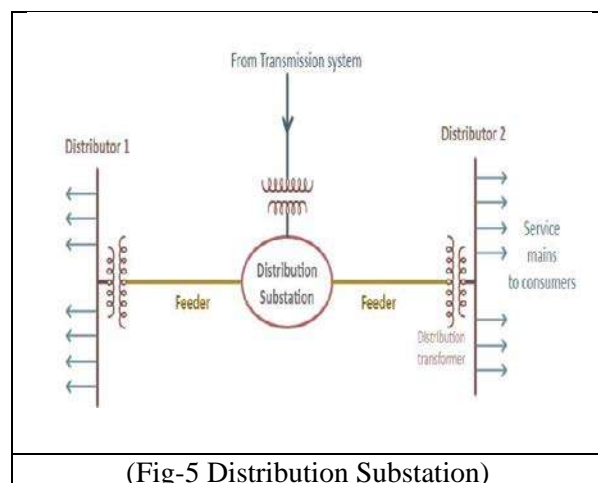 From Transmission system
Distributor 1
Distributor 2
Distribution
Substation
Feeder
Feeder
Service
mains
to consumers
Distribution
transformer
(Fig-5 Distribution Substation)